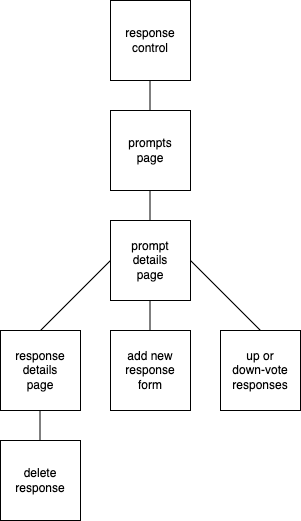 response
control
prompts
page
prompt
details
page
response
details
page
add new
response
form
up or
down-vote
responses
delete
response